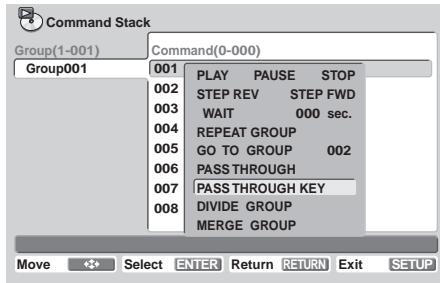 Command Stack
Group(1-001) Command(0-000)
Group001
001
002
003
004
005
006
007
008
PLAY PAUSE STOP
STEP REV STEP FWD
WAIT 000 sec.
REPEAT GROUP
GO TO GROUP 002
PASS THROUGH
PASS THROUGH KEY
DIVIDE GROUP
MERGE GROUP
Move Select ENTER Return RETURN Exit SETUP